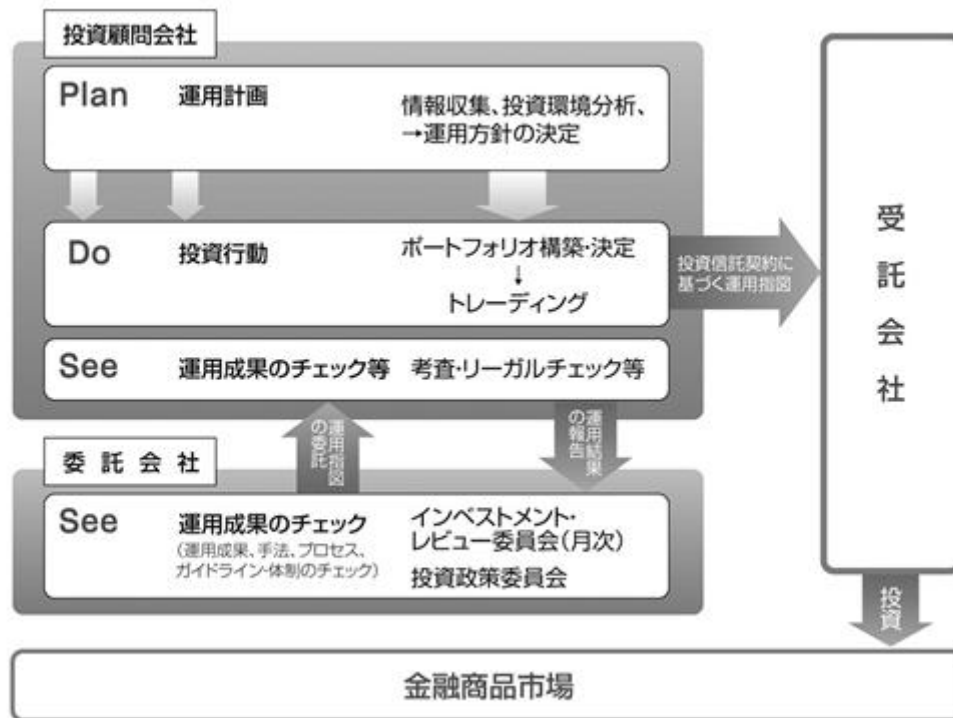 投資顧問会社
Plan 運用計画 情報収集、投資環境分析、
→運用方針の決定
Do 投資行動 ポートフォリオ構築・決定
↓
トレーディング
投資信託契約に
基づく運用指図
See 運用成果のチェック等 考査・リーガルチェック等
運用指図
の委託
運用結果
の報告
委託会社
See 運用成果のチェック
(運用成果、手法、プロセス、
ガイドライン・体制のチェック)
インベストメント・
レビュー委員会(月次)
投資政策委員会
受託会社
投資
金融商品市場